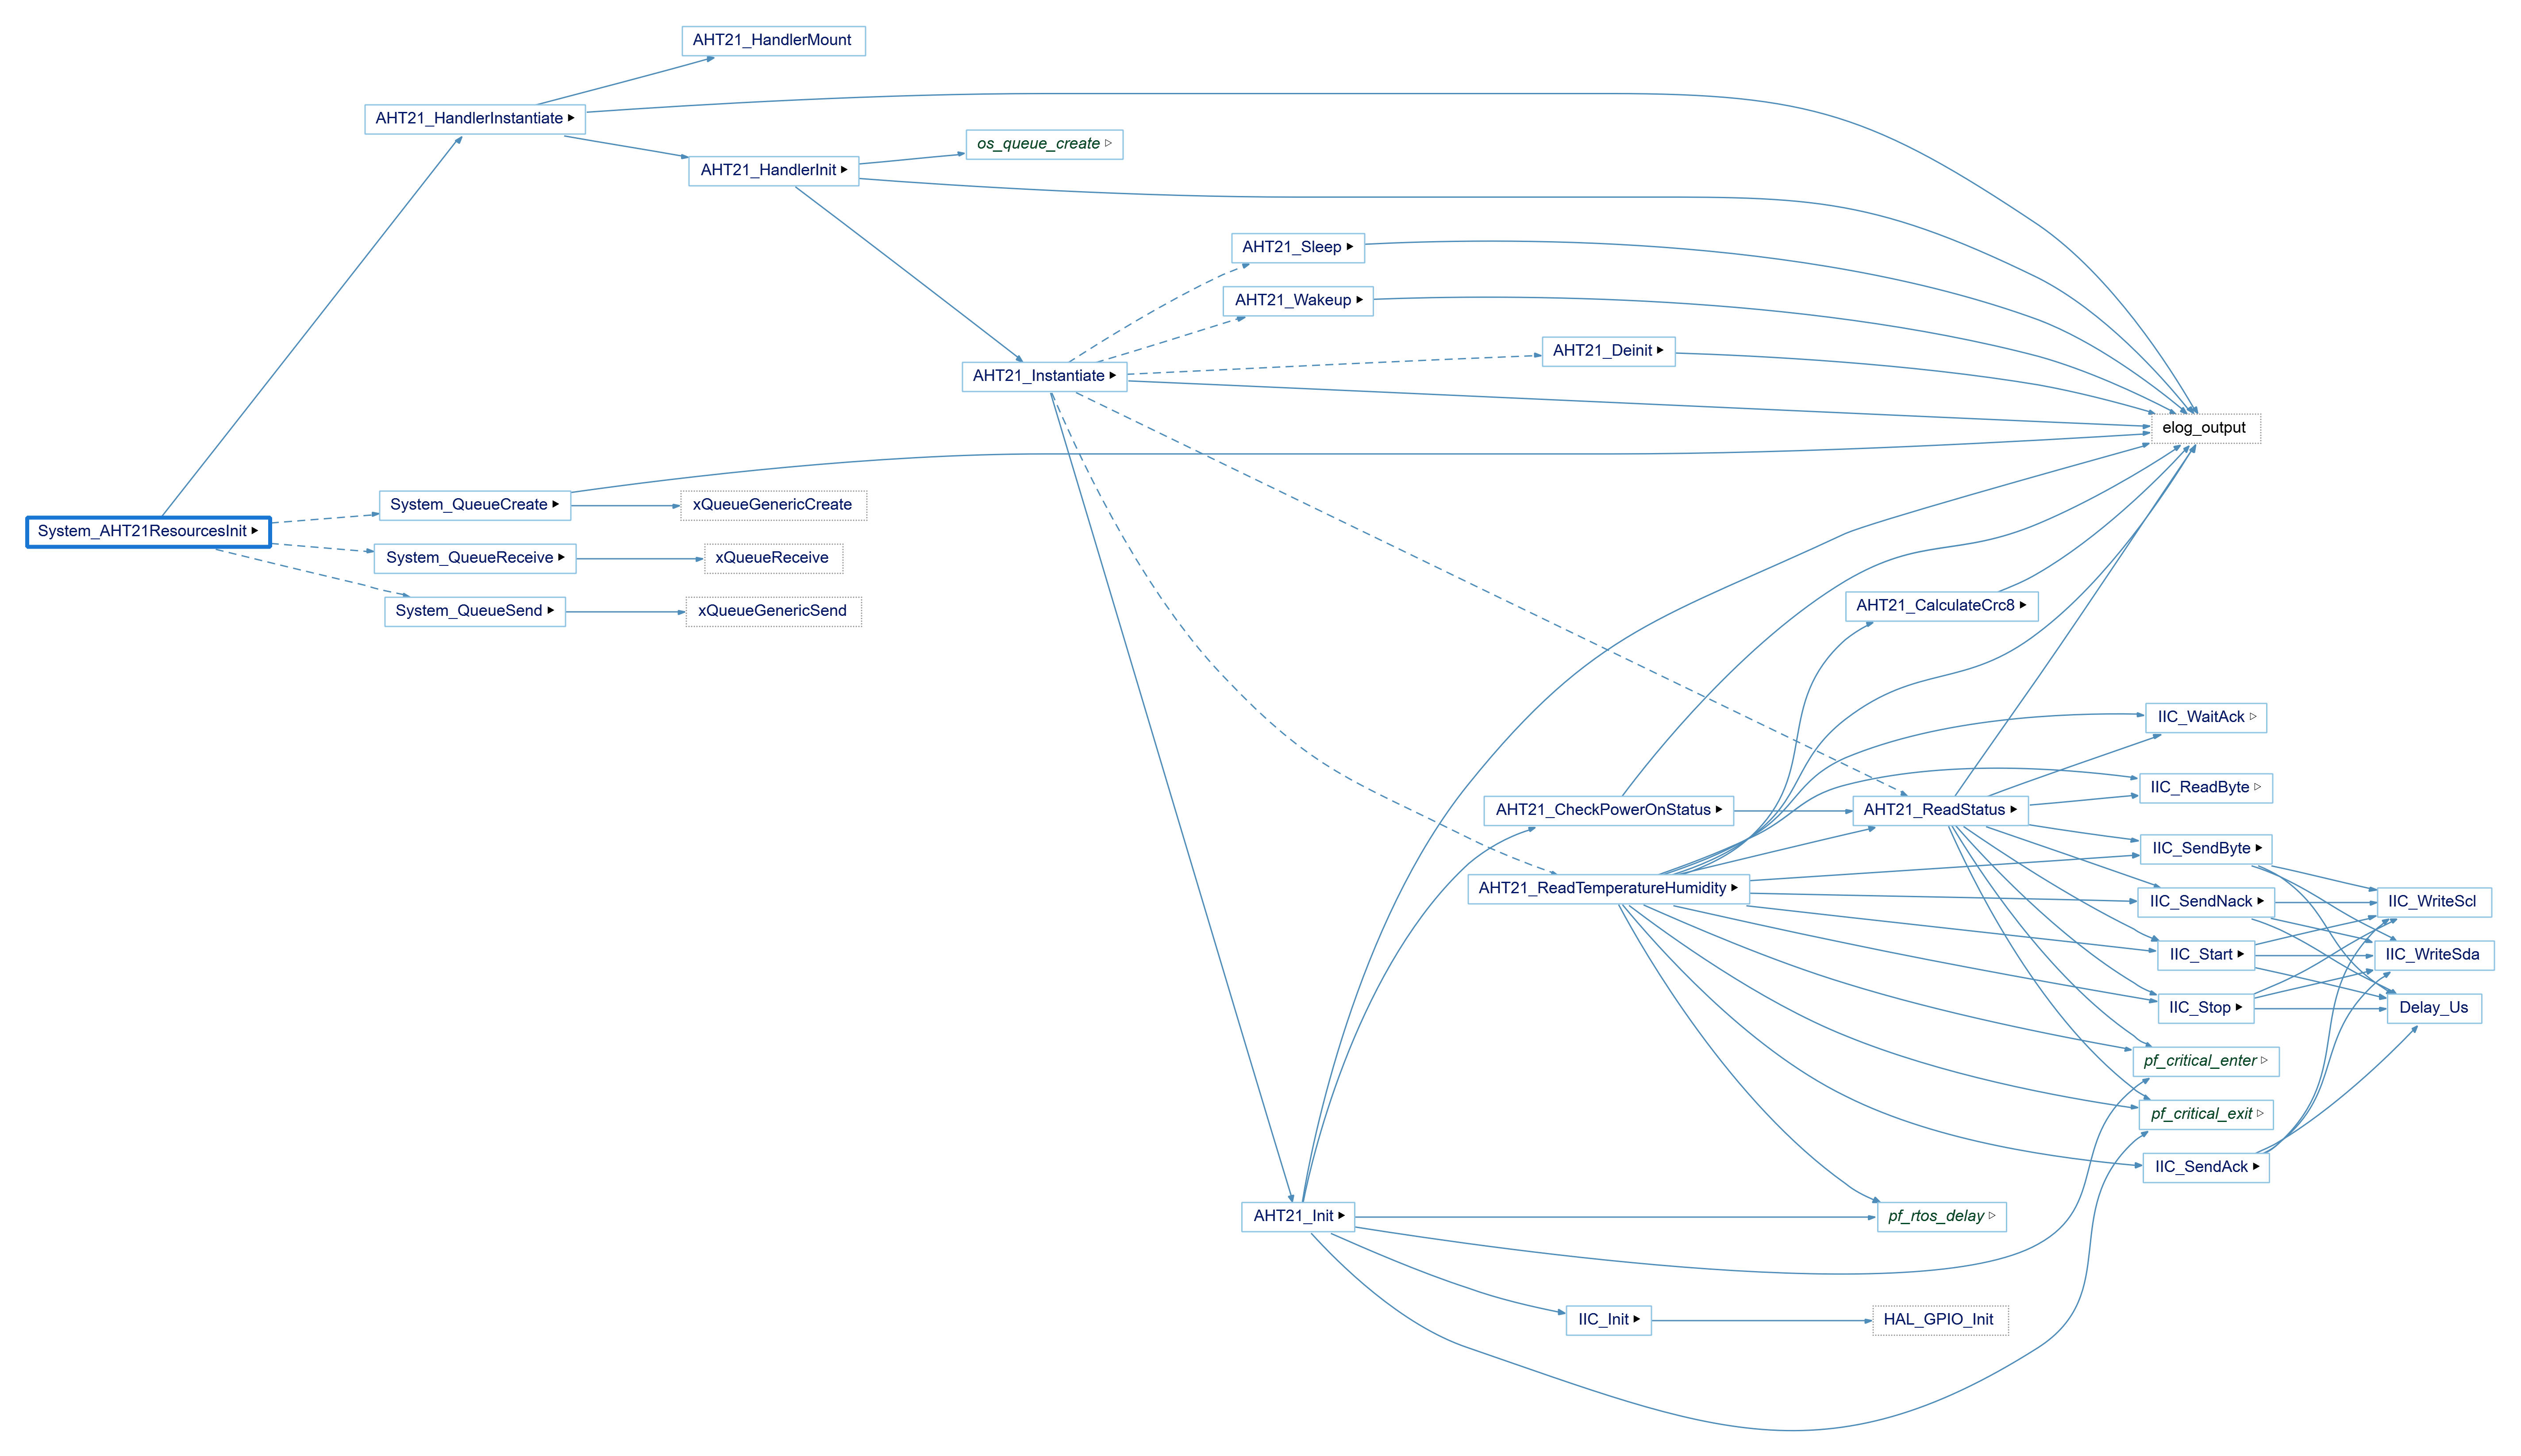 AHT21_HandlerMount
AHT21_HandlerInstantiate
os_queue_create
AHT21_HandlerInit
AHT21_Sleep
AHT21_Wakeup
AHT21_Deinit
AHT21_Instantiate
elog_output
System_QueueCreate
xQueueGenericCreate
System_AHT21ResourcesInit
System_QueueReceive
xQueueReceive
System_QueueSend
xQueueGenericSend
AHT21_CalculateCrc8
IIC_WaitAck
IIC_ReadByte
AHT21_CheckPowerOnStatus
AHT21_ReadStatus
IIC_SendByte
AHT21_ReadTemperatureHumidity
IIC_SendNack
IIC_WriteScl
IIC_Start
IIC_WriteSda
IIC_Stop
Delay_Us
pf_critical_enter
pf_critical_exit
IIC_SendAck
AHT21_Init
pf_rtos_delay
IIC_Init
HAL_GPIO_Init